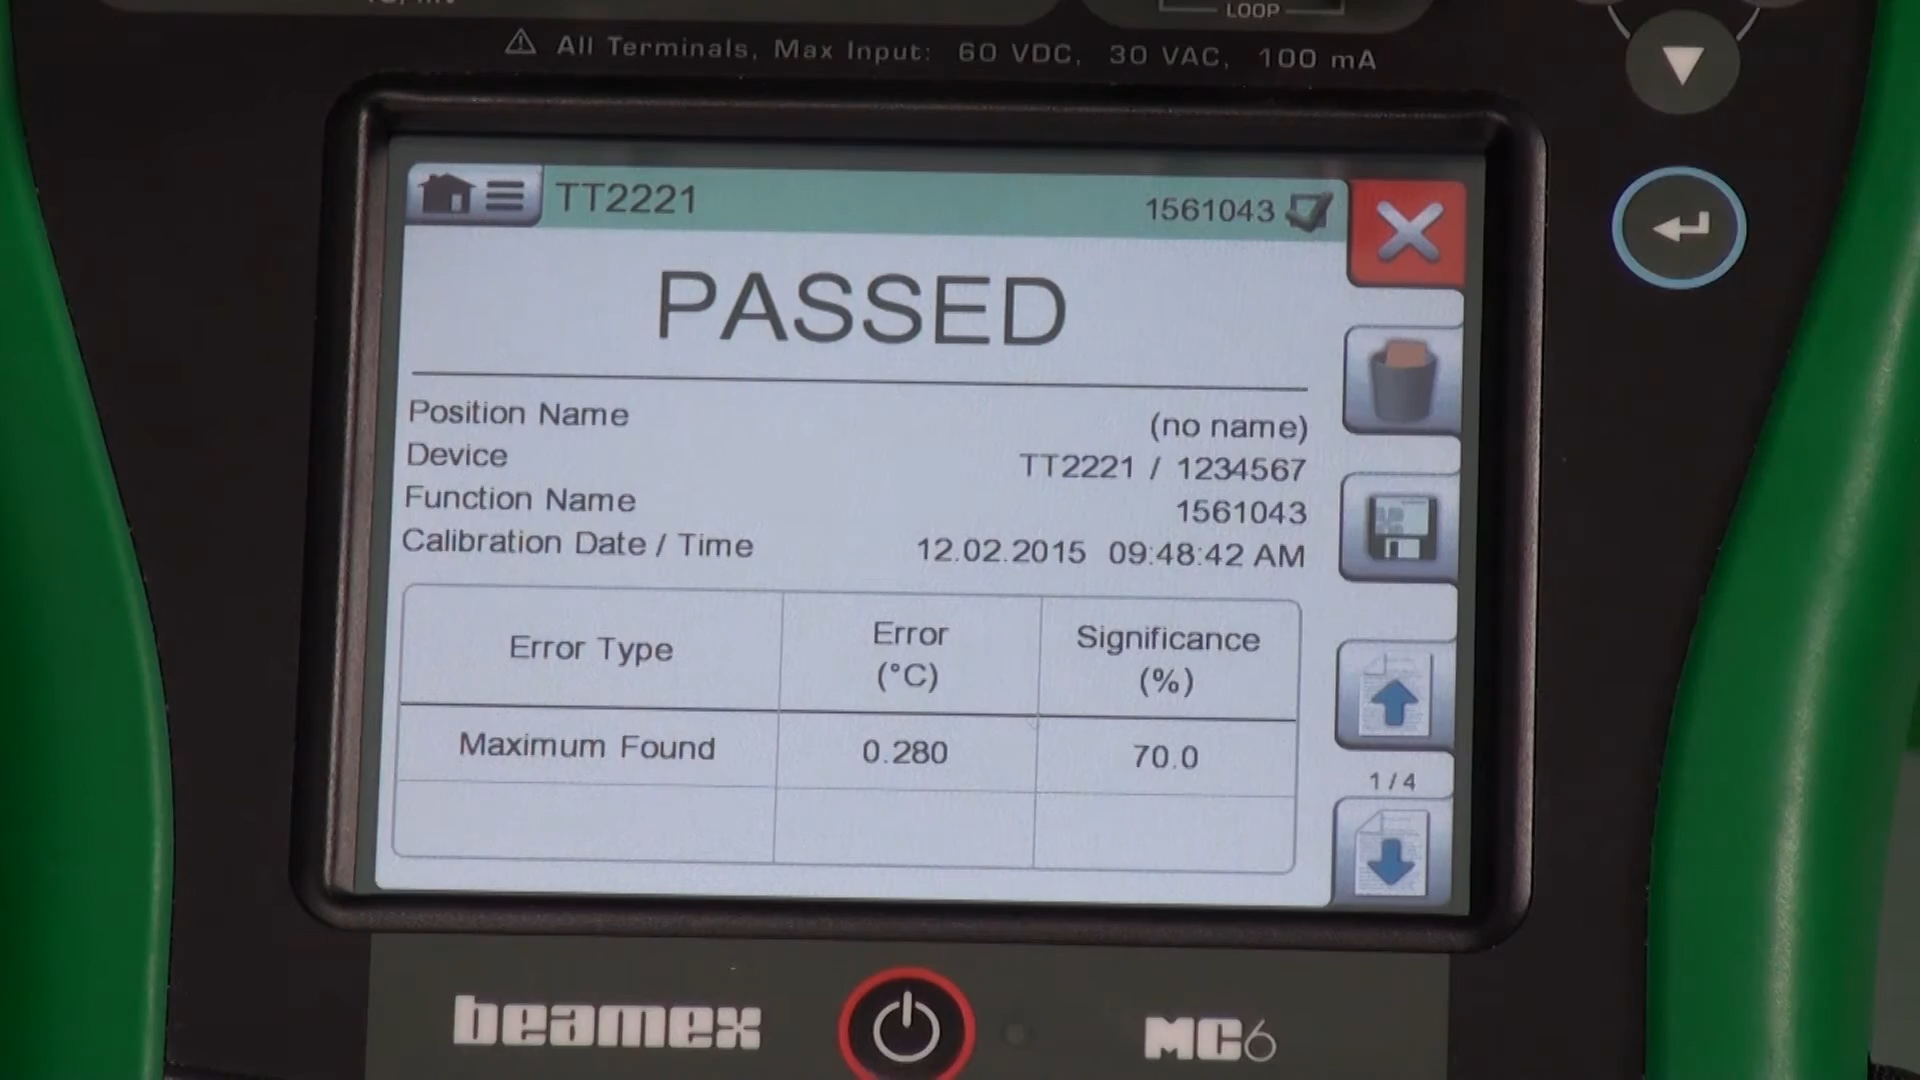 LOOP
⚠ All Terminals, Max Input: 60 VDC, 30 VAC, 100 mA
TT2221 1561043
PASSED
Position Name (no name)
Device TT2221 / 1234567
Function Name 1561043
Calibration Date / Time 12.02.2015 09:48:42 AM
Error Type Error (°C) Significance (%)
Maximum Found 0.280 70.0
1 / 4
beamex MC6